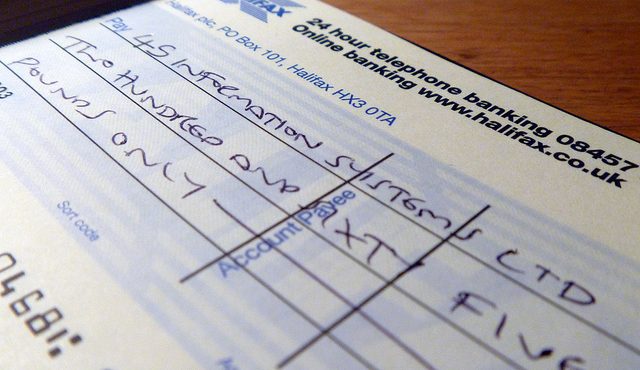 HALIFAX
Halifax plc, PO Box 101, Halifax HX3 0TA
24 hour telephone banking 08457
Online banking www.halifax.co.uk
Pay 4S INFORMATION SYSTEMS LTD
TWO HUNDRED AND SIXTY FIVE
POUNDS ONLY
Account Payee
Sort code